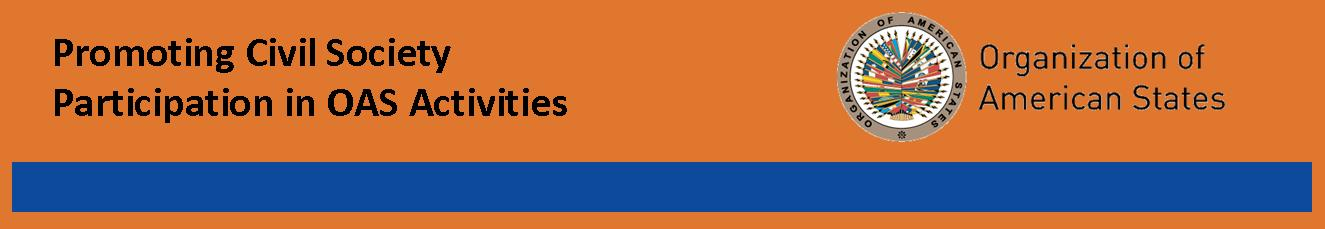 Promoting Civil Society
Participation in OAS Activities
ORGANIZATION OF AMERICAN STATES
Organization of
American States